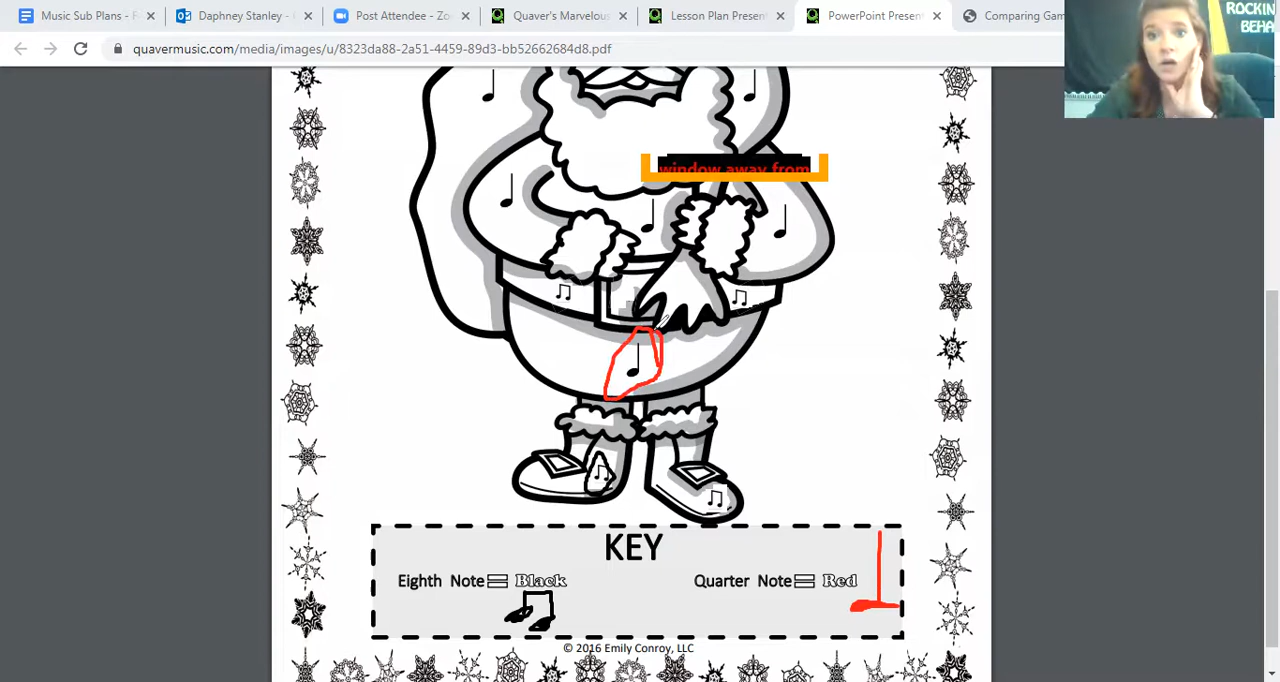 Music Sub Plans - F
Daphney Stanley -
Post Attendee - Zo
Quaver's Marvelous
Lesson Plan Present
PowerPoint Present
Comparing Gam
quavermusic.com/media/images/u/8323da88-2a51-4459-89d3-bb52662684d8.pdf
ROCKIN
BEHA
window away from
KEY
Eighth Note = Black
Quarter Note = Red
© 2016 Emily Conroy, LLC